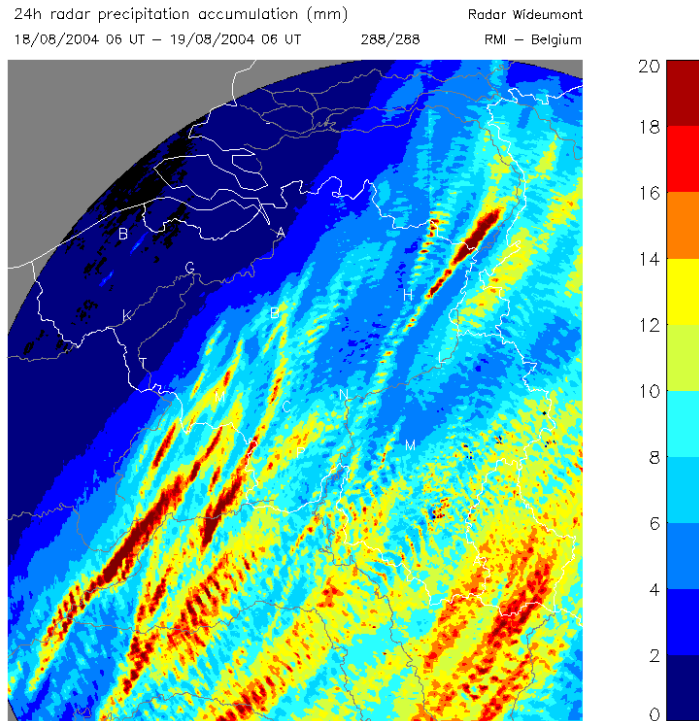 24h radar precipitation accumulation (mm)
Radar Wideumont
18/08/2004 06 UT – 19/08/2004 06 UT
288/288
RMI – Belgium
20
18
16
14
12
10
8
6
4
2
0
B
A
G
H
K
B
T
M
C
N
M